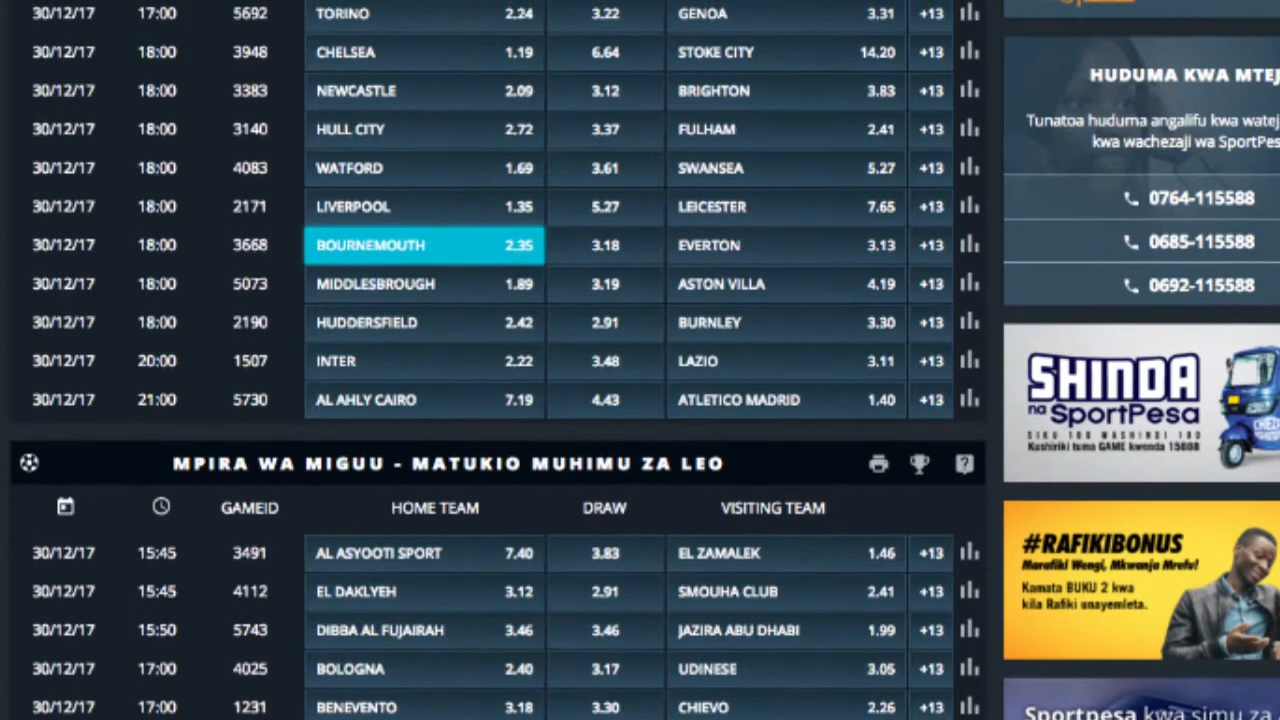 30/12/17 17:00 5692 TORINO 2.24 3.22 GENOA 3.31 +13
30/12/17 18:00 3948 CHELSEA 1.19 6.64 STOKE CITY 14.20 +13
30/12/17 18:00 3383 NEWCASTLE 2.09 3.12 BRIGHTON 3.83 +13
30/12/17 18:00 3140 HULL CITY 2.72 3.37 FULHAM 2.41 +13
30/12/17 18:00 4083 WATFORD 1.69 3.61 SWANSEA 5.27 +13
30/12/17 18:00 2171 LIVERPOOL 1.35 5.27 LEICESTER 7.65 +13
30/12/17 18:00 3668 BOURNEMOUTH 2.35 3.18 EVERTON 3.13 +13
30/12/17 18:00 5073 MIDDLESBROUGH 1.89 3.19 ASTON VILLA 4.19 +13
30/12/17 18:00 2190 HUDDERSFIELD 2.42 2.91 BURNLEY 3.30 +13
30/12/17 20:00 1507 INTER 2.22 3.48 LAZIO 3.11 +13
30/12/17 21:00 5730 AL AHLY CAIRO 7.19 4.43 ATLETICO MADRID 1.40 +13
MPIRA WA MIGUU - MATUKIO MUHIMU ZA LEO
GAMEID HOME TEAM DRAW VISITING TEAM
30/12/17 15:45 3491 AL ASYOOTI SPORT 7.40 3.83 EL ZAMALEK 1.46 +13
30/12/17 15:45 4112 EL DAKLYEH 3.12 2.91 SMOUHA CLUB 2.41 +13
30/12/17 15:50 5743 DIBBA AL FUJAIRAH 3.46 3.46 JAZIRA ABU DHABI 1.99 +13
30/12/17 17:00 4025 BOLOGNA 2.40 3.17 UDINESE 3.05 +13
30/12/17 17:00 1231 BENEVENTO 3.18 3.30 CHIEVO 2.26 +13
HUDUMA KWA MTEJ
Tunatoa huduma angalifu kwa watej
kwa wachezaji wa SportPes
0764-115588
0685-115588
0692-115588
SHINDA
na SportPesa
SIKU 100 WASHINDI 100
Kushiriki tuma GAME kwenda 15888
#RAFIKIBONUS
Marafiki Wengi, Mkwanja Mrefu!
Kamata BUKU 2 kwa
kila Rafiki unayemleta.
Sportpesa kwa simu za